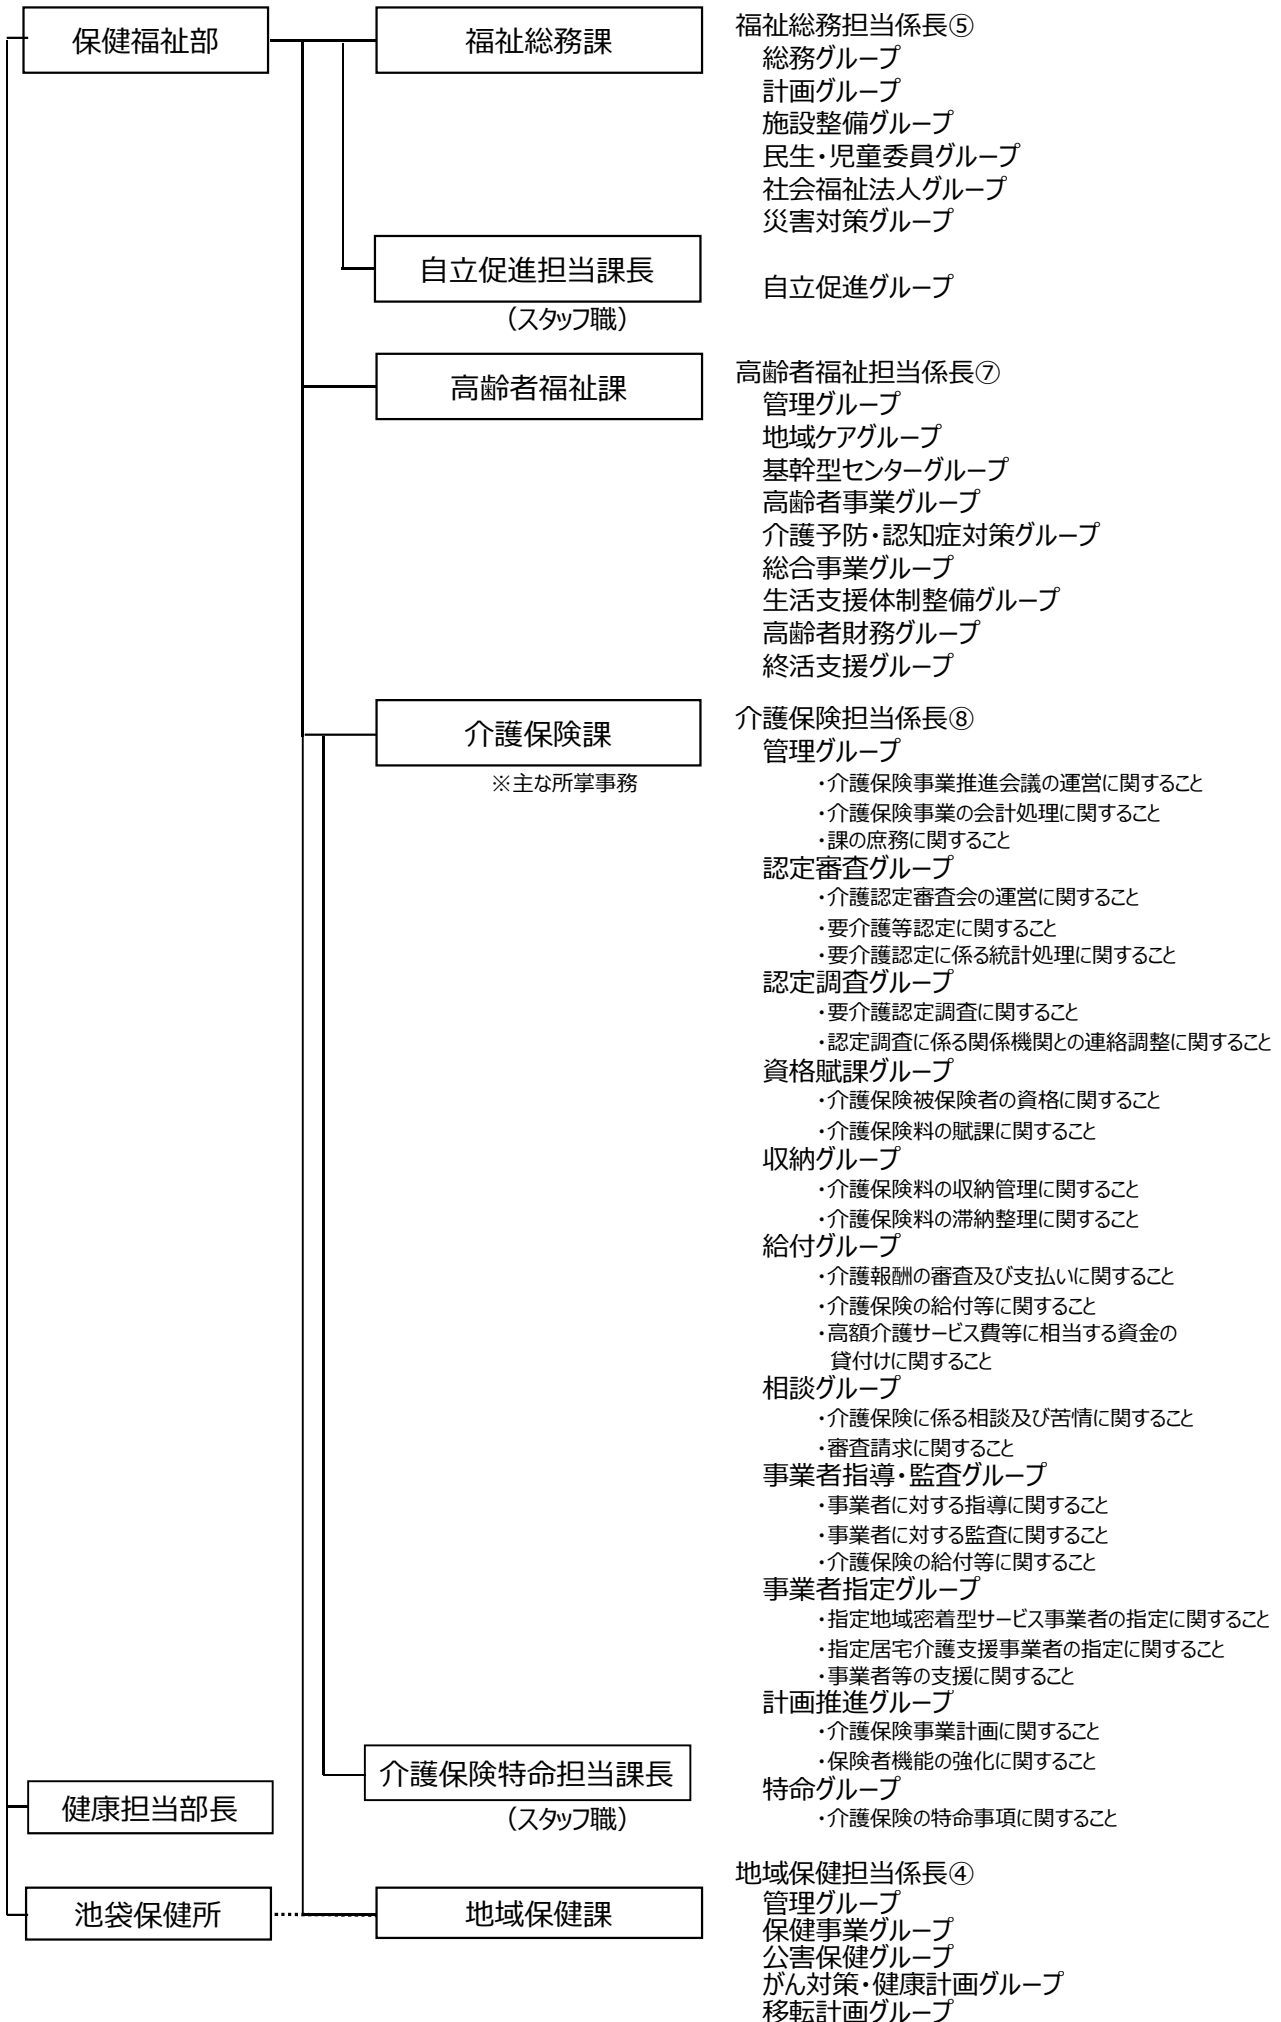 保健福祉部
福祉総務課
福祉総務担当係長⑤
総務グループ
計画グループ
施設整備グループ
民生・児童委員グループ
社会福祉法人グループ
災害対策グループ
自立促進担当課長
（スタッフ職）
自立促進グループ
高齢者福祉課
高齢者福祉担当係長⑦
管理グループ
地域ケアグループ
基幹型センターグループ
高齢者事業グループ
介護予防・認知症対策グループ
総合事業グループ
生活支援体制整備グループ
高齢者財務グループ
終活支援グループ
介護保険課
※主な所掌事務
介護保険担当係長⑧
管理グループ
・介護保険事業推進会議の運営に関すること
・介護保険事業の会計処理に関すること
・課の庶務に関すること
認定審査グループ
・介護認定審査会の運営に関すること
・要介護等認定に関すること
・要介護認定に係る統計処理に関すること
認定調査グループ
・要介護認定調査に関すること
・認定調査に係る関係機関との連絡調整に関すること
資格賦課グループ
・介護保険被保険者の資格に関すること
・介護保険料の賦課に関すること
収納グループ
・介護保険料の収納管理に関すること
・介護保険料の滞納整理に関すること
給付グループ
・介護報酬の審査及び支払いに関すること
・介護保険の給付等に関すること
・高額介護サービス費等に相当する資金の
貸付けに関すること
相談グループ
・介護保険に係る相談及び苦情に関すること
・審査請求に関すること
事業者指導・監査グループ
・事業者に対する指導に関すること
・事業者に対する監査に関すること
・介護保険の給付等に関すること
事業者指定グループ
・指定地域密着型サービス事業者の指定に関すること
・指定居宅介護支援事業者の指定に関すること
・事業者等の支援に関すること
計画推進グループ
・介護保険事業計画に関すること
・保険者機能の強化に関すること
介護保険特命担当課長
（スタッフ職）
特命グループ
・介護保険の特命事項に関すること
健康担当部長
池袋保健所
地域保健課
地域保健担当係長④
管理グループ
保健事業グループ
公害保健グループ
がん対策・健康計画グループ
移転計画グループ